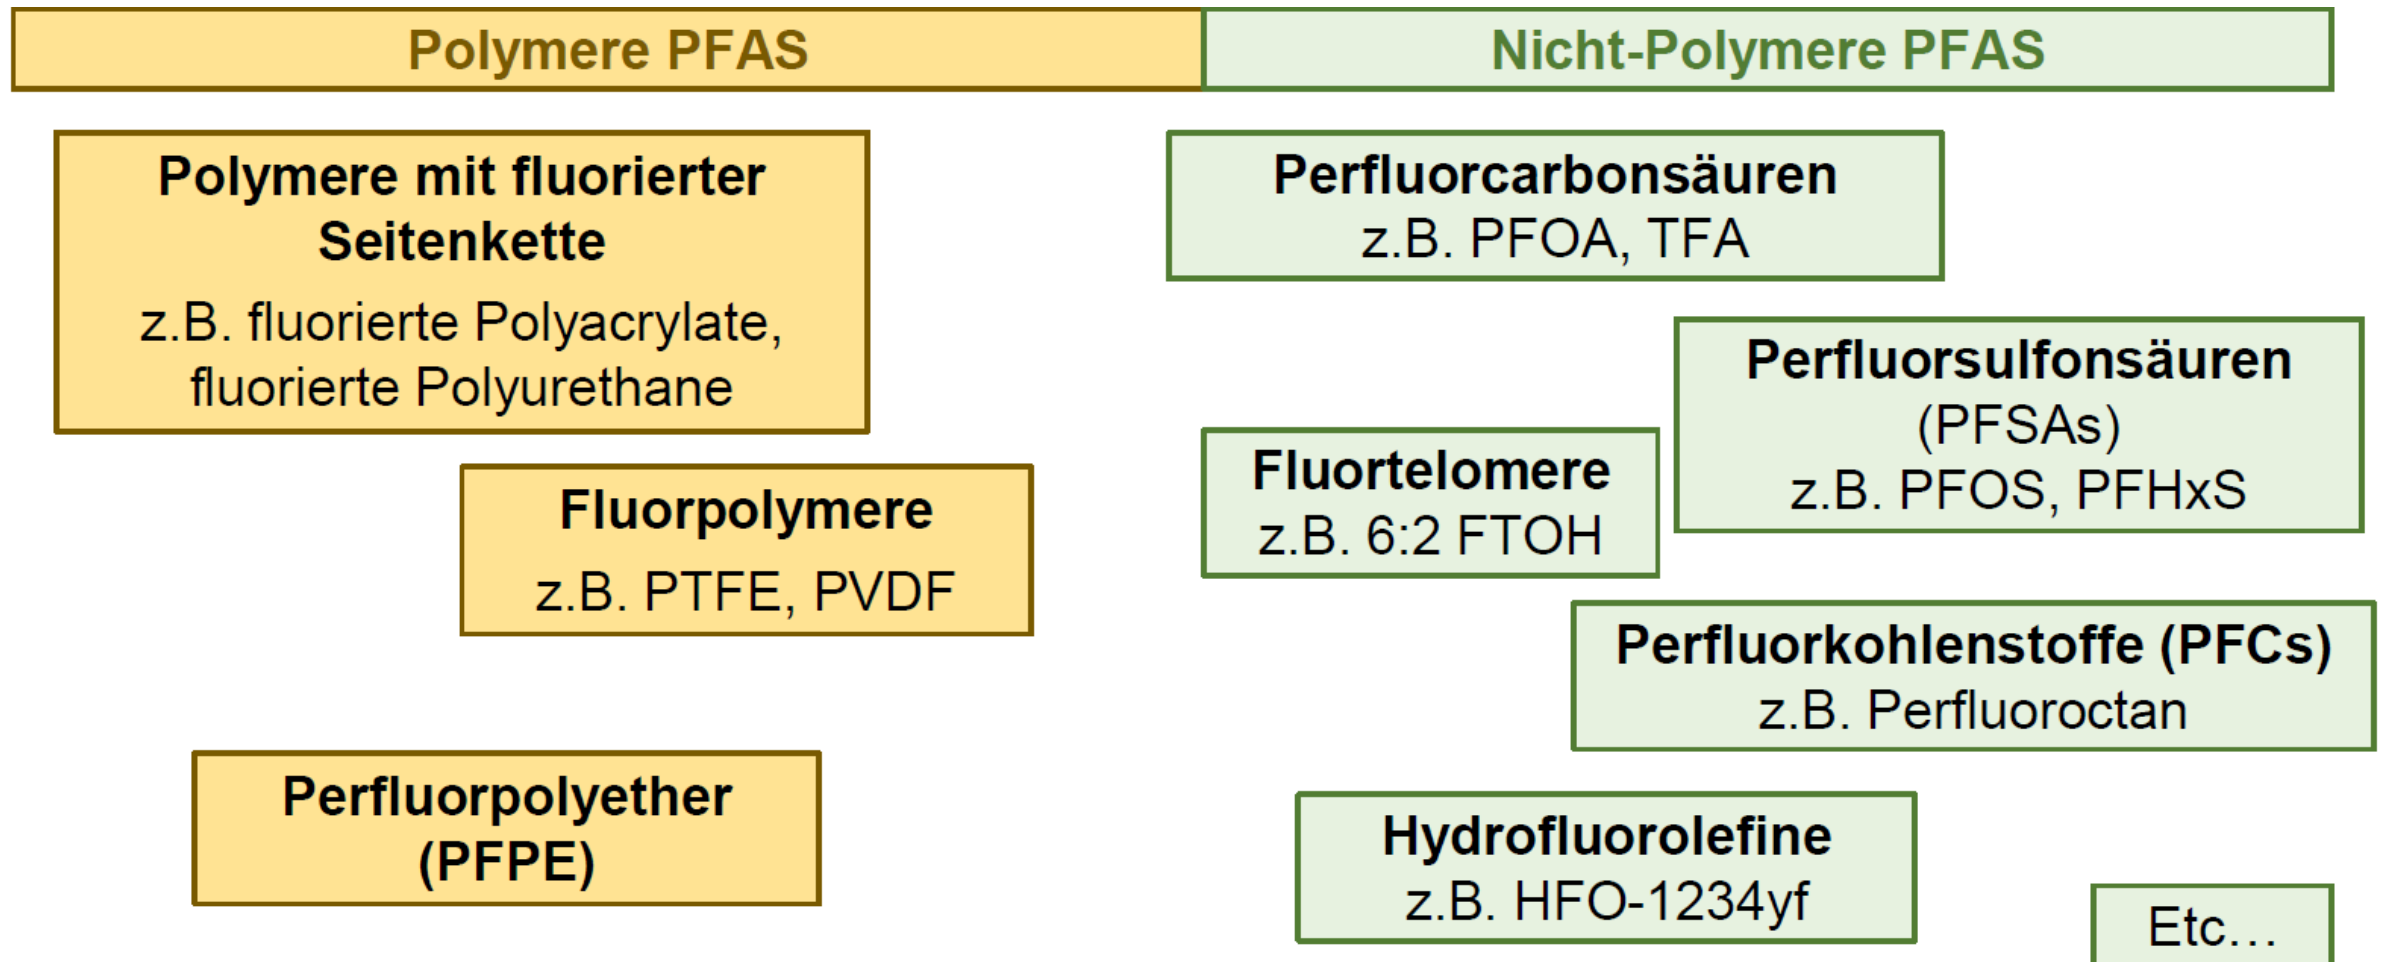 Polymere PFAS
Nicht-Polymere PFAS
Polymere mit fluorierter
Seitenkette
z.B. fluorierte Polyacrylate,
fluorierte Polyurethane
Fluorpolymere
z.B. PTFE, PVDF
Perfluorpolyether
(PFPE)
Perfluorcarbonsäuren
z.B. PFOA, TFA
Perfluorsulfonsäuren
(PFSAs)
z.B. PFOS, PFHxS
Fluortelomere
z.B. 6:2 FTOH
Perfluorkohlenstoffe (PFCs)
z.B. Perfluoroctan
Hydrofluorolefine
z.B. HFO-1234yf
Etc…